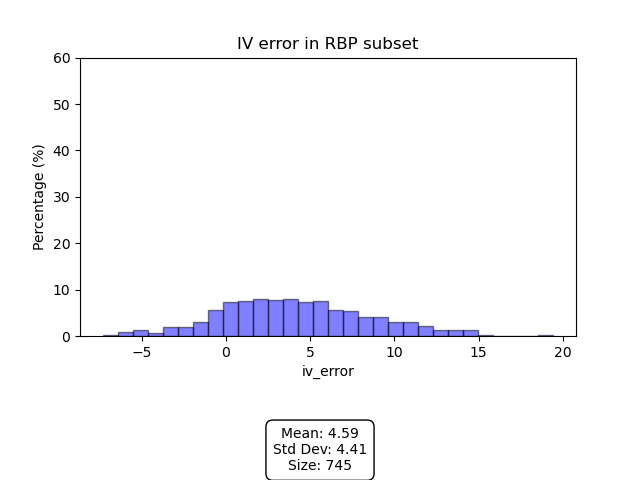 IV error in RBP subset
60
50
40
30
20
10
0
Percentage (%)
−5
0
5
10
15
20
iv_error
Mean: 4.59
Std Dev: 4.41
Size: 745